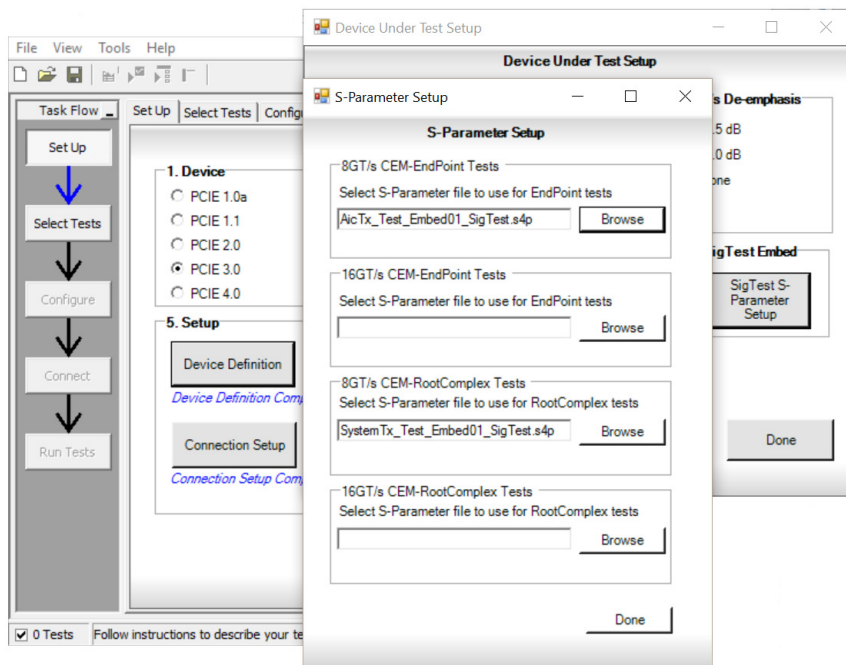 Device Under Test Setup
File View Tools Help
Device Under Test Setup
Task Flow
Set Up
Select Tests
Configure
Connect
Run Tests
Set Up Select Tests
1. Device
PCIE 1.0a
PCIE 1.1
PCIE 2.0
PCIE 3.0
PCIE 4.0
5. Setup
Device Definition
Device Definition
Connection Setup
Connection Setup
0 Tests Follow instructions to describe your
S-Parameter Setup
S-Parameter Setup
8GT/s CEM-EndPoint Tests
Select S-Parameter file to use for EndPoint tests
AicTx_Test_Embed01_SigTest.s4p Browse
16GT/s CEM-EndPoint Tests
Select S-Parameter file to use for EndPoint tests
Browse
8GT/s CEM-RootComplex Tests
Select S-Parameter file to use for RootComplex tests
SystemTx_Test_Embed01_SigTest.s4p Browse
16GT/s CEM-RootComplex Tests
Select S-Parameter file to use for RootComplex tests
Browse
Done
De-emphasis
.5 dB
.0 dB
Embed
SigTest S-
Parameter
Setup
Done